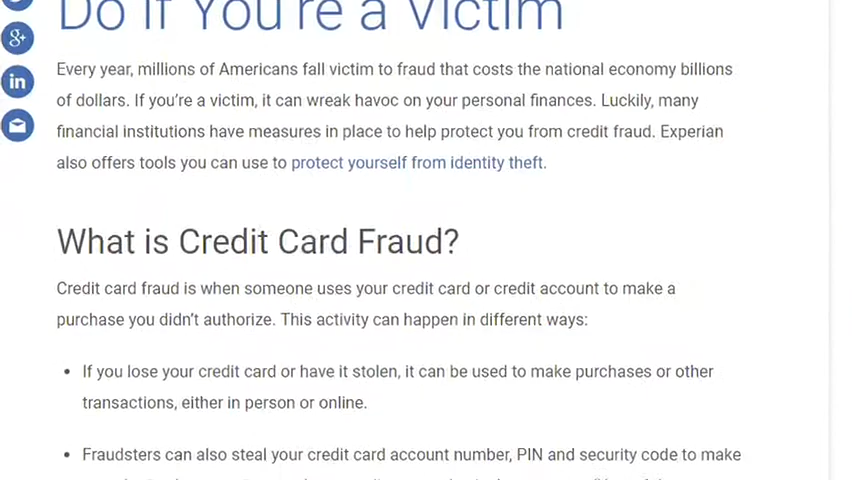 Do if You're a Victim
g+
in
Every year, millions of Americans fall victim to fraud that costs the national economy billions
of dollars. If you’re a victim, it can wreak havoc on your personal finances. Luckily, many
financial institutions have measures in place to help protect you from credit fraud. Experian
also offers tools you can use to protect yourself from identity theft.
What is Credit Card Fraud?
Credit card fraud is when someone uses your credit card or credit account to make a
purchase you didn’t authorize. This activity can happen in different ways:
• If you lose your credit card or have it stolen, it can be used to make purchases or other
transactions, either in person or online.
• Fraudsters can also steal your credit card account number, PIN and security code to make